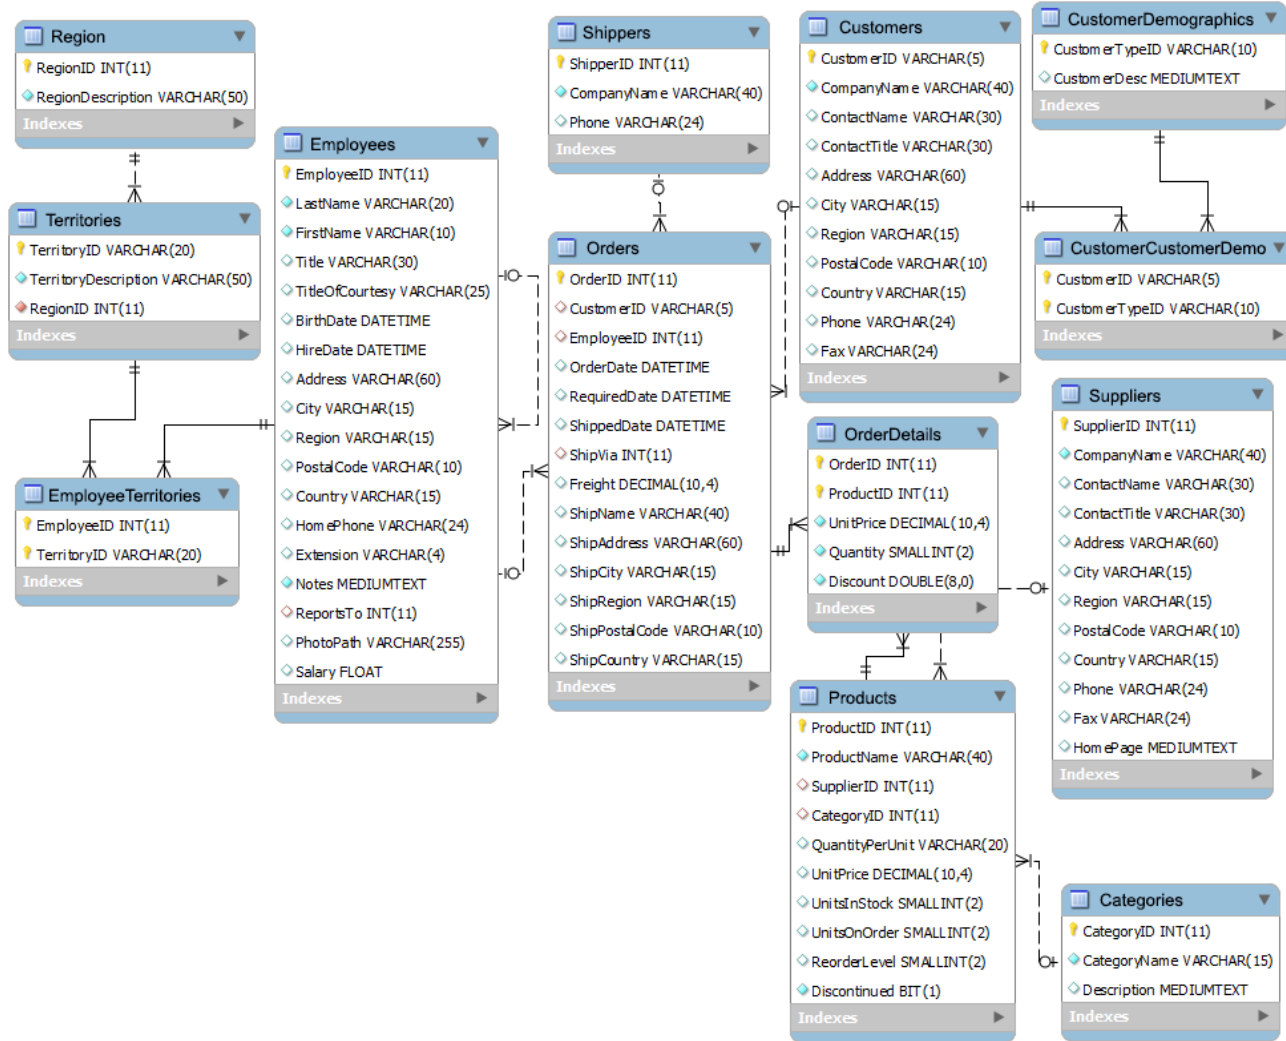 Region
RegionID INT(11)
RegionDescription VARCHAR(50)
Indexes
Territories
TerritoryID VARCHAR(20)
TerritoryDescription VARCHAR(50)
RegionID INT(11)
Indexes
EmployeeTerritories
EmployeeID INT(11)
TerritoryID VARCHAR(20)
Indexes
Employees
EmployeeID INT(11)
LastName VARCHAR(20)
FirstName VARCHAR(10)
Title VARCHAR(30)
TitleOfCourtesy VARCHAR(25)
BirthDate DATETIME
HireDate DATETIME
Address VARCHAR(60)
City VARCHAR(15)
Region VARCHAR(15)
PostalCode VARCHAR(10)
Country VARCHAR(15)
HomePhone VARCHAR(24)
Extension VARCHAR(4)
Notes MEDIUMTEXT
ReportsTo INT(11)
PhotoPath VARCHAR(255)
Salary FLOAT
Indexes
Shippers
ShipperID INT(11)
CompanyName VARCHAR(40)
Phone VARCHAR(24)
Indexes
Orders
OrderID INT(11)
CustomerID VARCHAR(5)
EmployeeID INT(11)
OrderDate DATETIME
RequiredDate DATETIME
ShippedDate DATETIME
ShipVia INT(11)
Freight DECIMAL(10,4)
ShipName VARCHAR(40)
ShipAddress VARCHAR(60)
ShipCity VARCHAR(15)
ShipRegion VARCHAR(15)
ShipPostalCode VARCHAR(10)
ShipCountry VARCHAR(15)
Indexes
Customers
CustomerID VARCHAR(5)
CompanyName VARCHAR(40)
ContactName VARCHAR(30)
ContactTitle VARCHAR(30)
Address VARCHAR(60)
City VARCHAR(15)
Region VARCHAR(15)
PostalCode VARCHAR(10)
Country VARCHAR(15)
Phone VARCHAR(24)
Fax VARCHAR(24)
Indexes
OrderDetails
OrderID INT(11)
ProductID INT(11)
UnitPrice DECIMAL(10,4)
Quantity SMALLINT(2)
Discount DOUBLE(8,0)
Indexes
Products
ProductID INT(11)
ProductName VARCHAR(40)
SupplierID INT(11)
CategoryID INT(11)
QuantityPerUnit VARCHAR(20)
UnitPrice DECIMAL(10,4)
UnitsInStock SMALLINT(2)
UnitsOnOrder SMALLINT(2)
ReorderLevel SMALLINT(2)
Discontinued BIT(1)
Indexes
CustomerDemographics
CustomerTypeID VARCHAR(10)
CustomerDesc MEDIUMTEXT
Indexes
CustomerCustomerDemo
CustomerID VARCHAR(5)
CustomerTypeID VARCHAR(10)
Indexes
Suppliers
SupplierID INT(11)
CompanyName VARCHAR(40)
ContactName VARCHAR(30)
ContactTitle VARCHAR(30)
Address VARCHAR(60)
City VARCHAR(15)
Region VARCHAR(15)
PostalCode VARCHAR(10)
Country VARCHAR(15)
Phone VARCHAR(24)
Fax VARCHAR(24)
HomePage MEDIUMTEXT
Indexes
Categories
CategoryID INT(11)
CategoryName VARCHAR(15)
Description MEDIUMTEXT
Indexes